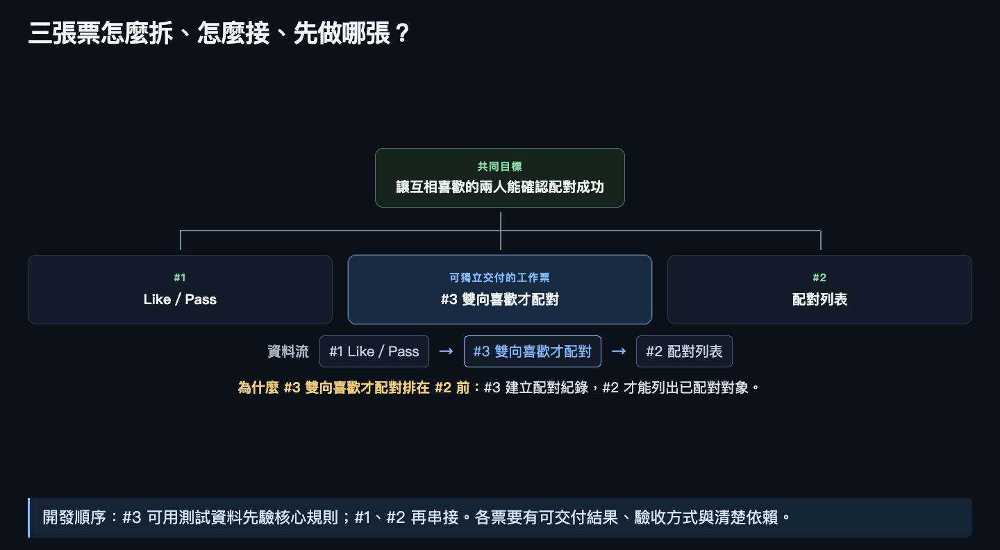 三張票怎麼拆、怎麼接、先做哪張？
共同目標
讓互相喜歡的兩人能確認配對成功
#1
Like / Pass
可獨立交付的工作票
#3 雙向喜歡才配對
#2
配對列表
資料流 #1 Like / Pass → #3 雙向喜歡才配對 → #2 配對列表
為什麼 #3 雙向喜歡才配對排在 #2 前：#3 建立配對紀錄，#2 才能列出已配對對象。
開發順序：#3 可用測試資料先驗核心規則；#1、#2 再串接。各票要有可交付結果、驗收方式與清楚依賴。